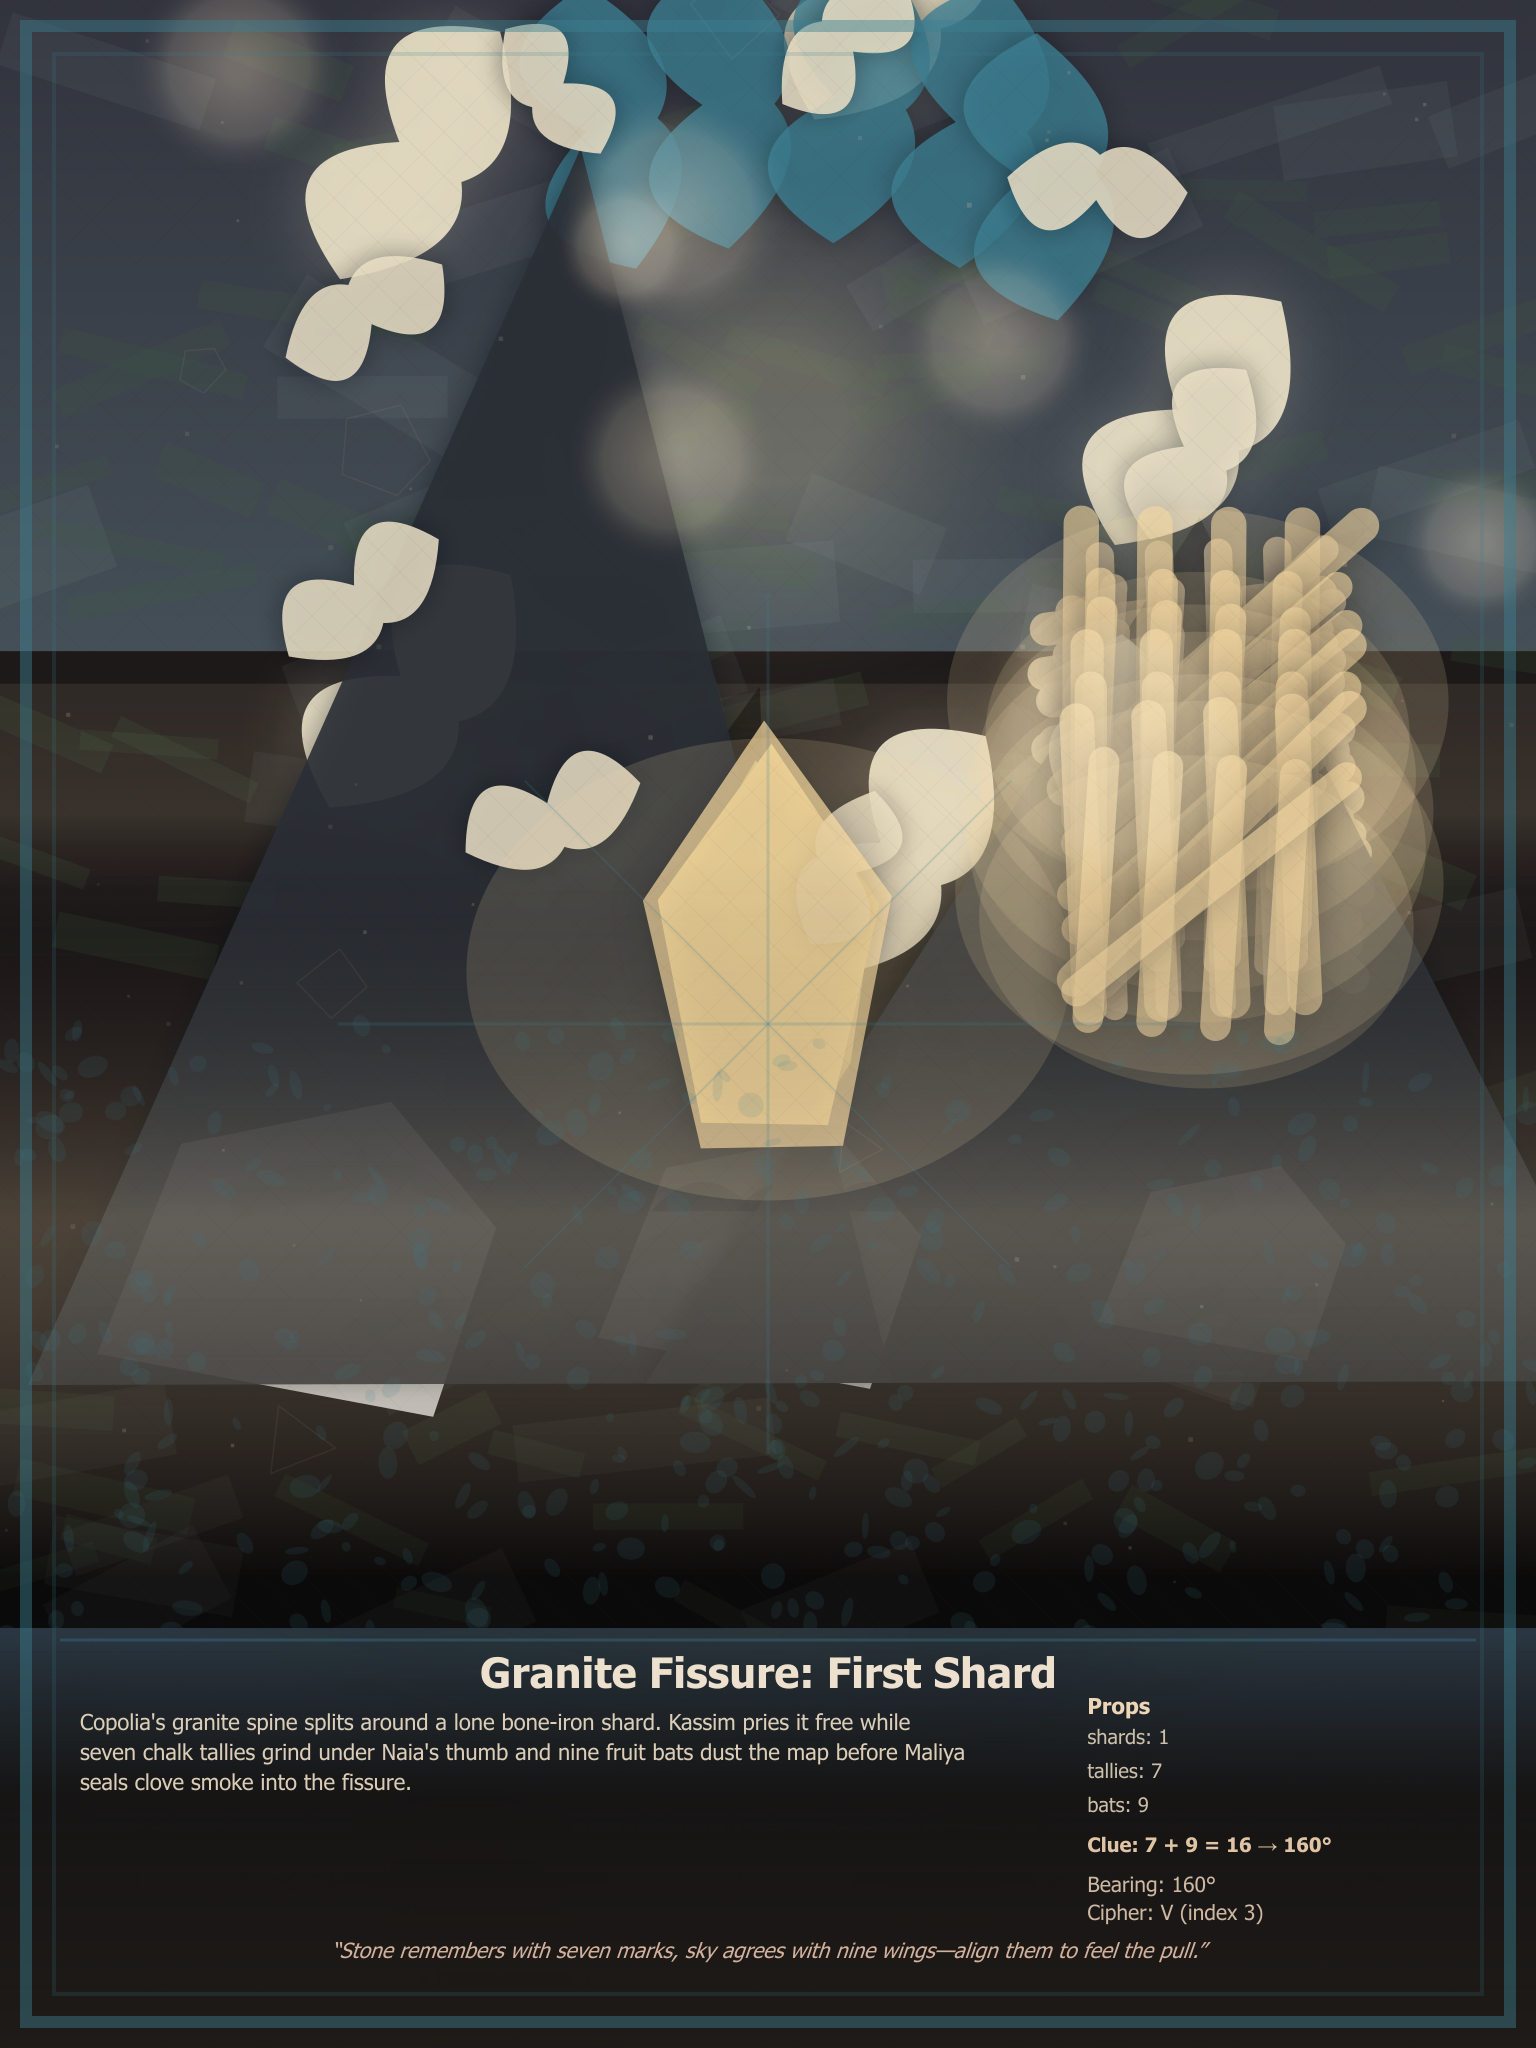 Granite Fissure: First Shard
Copolia's granite spine splits around a lone bone-iron shard. Kassim pries it free while
seven chalk tallies grind under Naia's thumb and nine fruit bats dust the map before Maliya
seals clove smoke into the fissure.
Props
shards: 1
tallies: 7
bats: 9
Clue: 7 + 9 = 16 → 160°
Bearing: 160°
Cipher: V (index 3)
“Stone remembers with seven marks, sky agrees with nine wings—align them to feel the pull.”